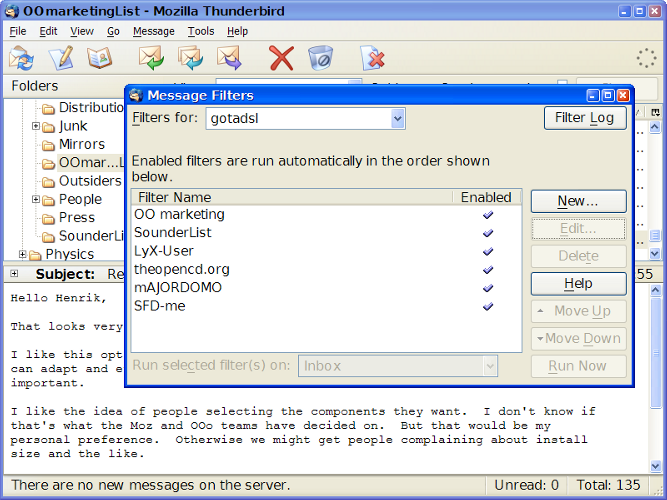 OOmarketingList - Mozilla Thunderbird
File Edit View Go Message Tools Help
Folders
Distributio
Junk
Mirrors
OOmar...L
Outsiders
People
Press
SounderList
Physics
Message Filters
Filters for: gotadsl Filter Log
Enabled filters are run automatically in the order shown
below.
Filter Name Enabled
OO marketing
SounderList
LyX-User
theopencd.org
mAJORDOMO
SFD-me
New...
Edit...
Delete
Help
Move Up
Move Down
Run selected filter(s) on: Inbox Run Now
Subject: Re 55
Hello Henrik,
That looks very
I like this opt
can adapt and e
important.
I like the idea of people selecting the components they want. I don't know if
that's what the Moz and OOo teams have decided on. But that would be my
personal preference. Otherwise we might get people complaining about install
size and the like.
There are no new messages on the server. Unread: 0 Total: 135